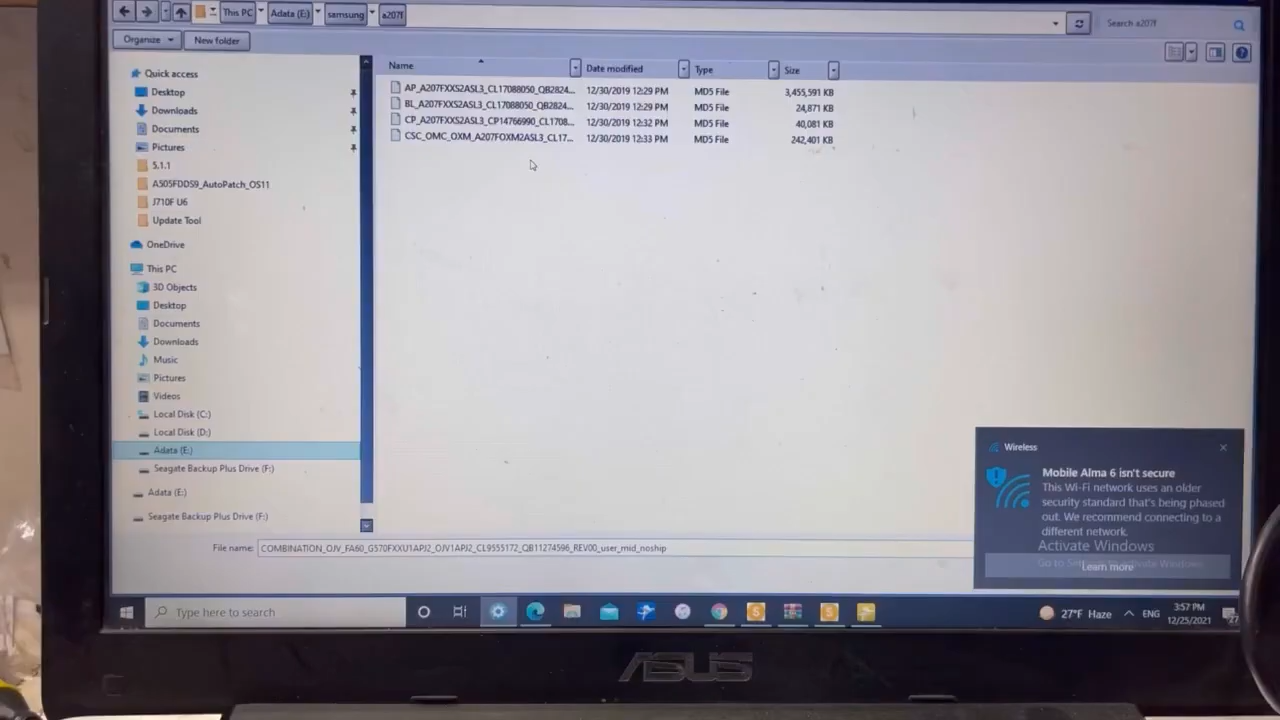 This PC Adata (E:) samsung a207f Search a207f
Organize New folder
Name Date modified Type Size
AP_A207FXXS2ASL3_CL17088050_QB2824... 12/30/2019 12:29 PM MD5 File 3,455,591 KB
BL_A207FXXS2ASL3_CL17088050_QB2824... 12/30/2019 12:29 PM MD5 File 24,871 KB
CP_A207FXXS2ASL3_CP14766990_CL1708... 12/30/2019 12:32 PM MD5 File 40,081 KB
CSC_OMC_OXM_A207FOXM2ASL3_CL17... 12/30/2019 12:33 PM MD5 File 242,401 KB
Quick access
Desktop
Downloads
Documents
Pictures
5.1.1
A505FDDS9_AutoPatch_OS11
J710F U6
Update Tool
OneDrive
This PC
3D Objects
Desktop
Documents
Downloads
Music
Pictures
Videos
Local Disk (C:)
Local Disk (D:)
Adata (E:)
Seagate Backup Plus Drive (F:)
Adata (E:)
Seagate Backup Plus Drive (F:)
Wireless
Mobile Alma 6 isn't secure
This Wi-Fi network uses an older
security standard that's being phased
out. We recommend connecting to a
different network.
Activate Windows
Learn more
File name: COMBINATION_OJV_FA60_G570FXXU1APJ2_OJV1APJ2_CL9555172_QB11274596_REV00_user_mid_noship
Type here to search
27°F Haze ENG 3:57 PM
12/25/2021
ASUS